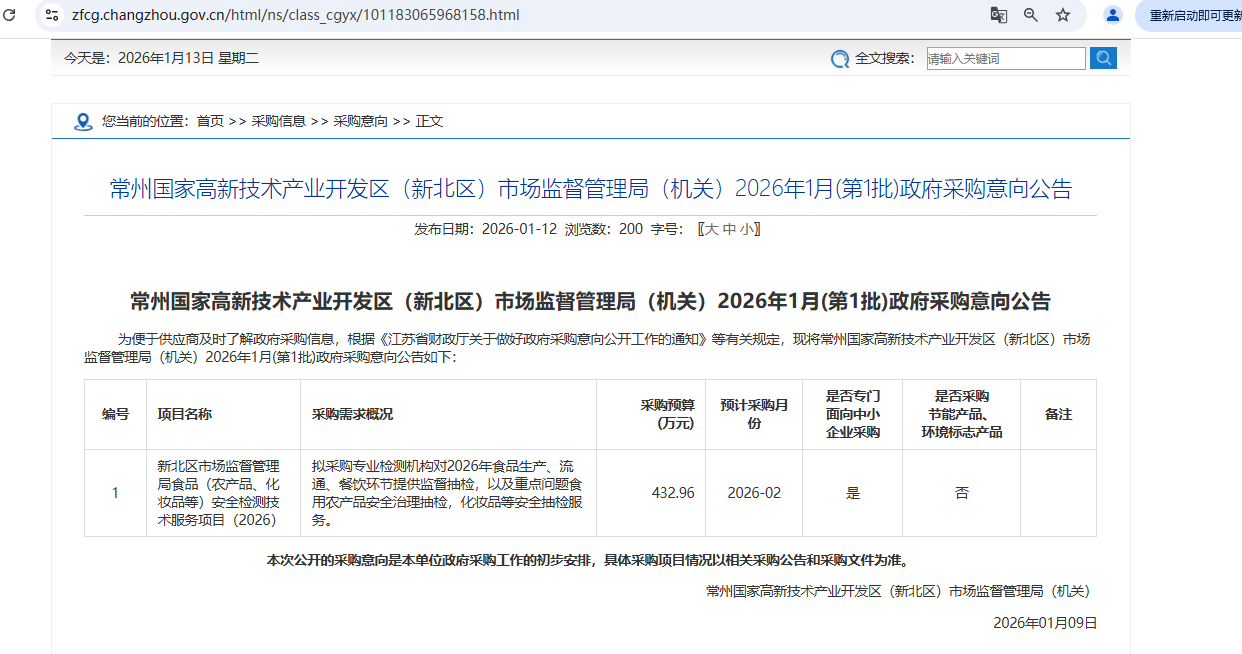 zfcg.changzhou.gov.cn/html/ns/class_cgyx/101183065968158.html
重新启动即可更新
今天是：2026年1月13日 星期二
全文搜索：
请输入关键词
您当前的位置：首页 >> 采购信息 >> 采购意向 >> 正文
常州国家高新技术产业开发区（新北区）市场监督管理局（机关）2026年1月(第1批)政府采购意向公告
发布日期：2026-01-12 浏览数：200 字号：〖大 中 小〗
常州国家高新技术产业开发区（新北区）市场监督管理局（机关）2026年1月(第1批)政府采购意向公告
为便于供应商及时了解政府采购信息，根据《江苏省财政厅关于做好政府采购意向公开工作的通知》等有关规定，现将常州国家高新技术产业开发区（新北区）市场
监督管理局（机关）2026年1月(第1批)政府采购意向公告如下：
编号
项目名称
采购需求概况
采购预算
(万元)
预计采购月
份
是否专门
面向中小
企业采购
是否采购
节能产品、
环境标志产品
备注
1
新北区市场监督管理
局食品（农产品、化
妆品等）安全检测技
术服务项目（2026）
拟采购专业检测机构对2026年食品生产、流
通、餐饮环节提供监督抽检，以及重点问题食
用农产品安全治理抽检，化妆品等安全抽检服
务。
432.96
2026-02
是
否
本次公开的采购意向是本单位政府采购工作的初步安排，具体采购项目情况以相关采购公告和采购文件为准。
常州国家高新技术产业开发区（新北区）市场监督管理局（机关）
2026年01月09日